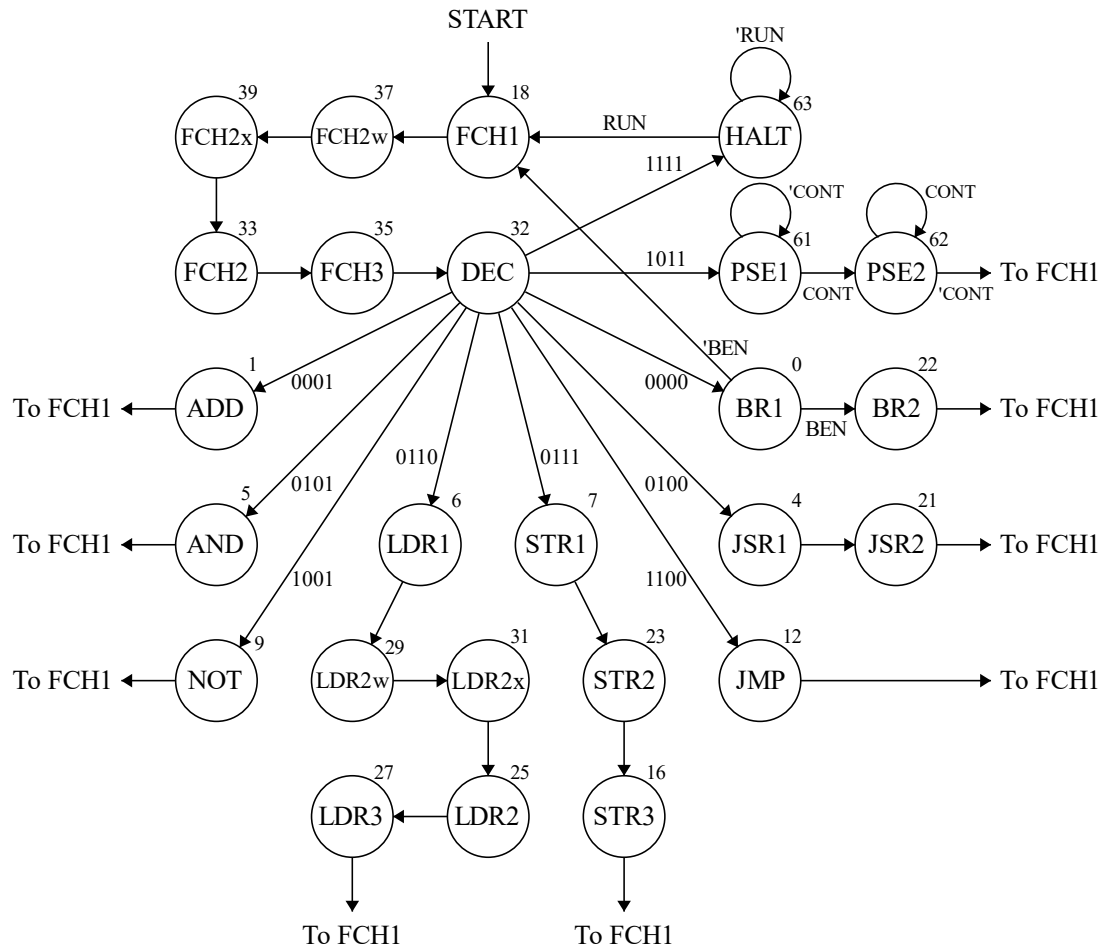 START
'RUN
39
37
18
63
FCH2x
FCH2w
FCH1
RUN
HALT
1111
'CONT
CONT
33
35
32
61
62
FCH2
FCH3
DEC
1011
PSE1
CONT
PSE2
'CONT
To FCH1
'BEN
1
0001
0000
0
22
To FCH1
ADD
BR1
BEN
BR2
To FCH1
0110
0111
0101
0100
5
6
7
4
21
To FCH1
AND
LDR1
STR1
JSR1
JSR2
To FCH1
1001
1100
9
29
31
23
12
To FCH1
NOT
LDR2w
LDR2x
STR2
JMP
To FCH1
27
25
16
LDR3
LDR2
STR3
To FCH1
To FCH1